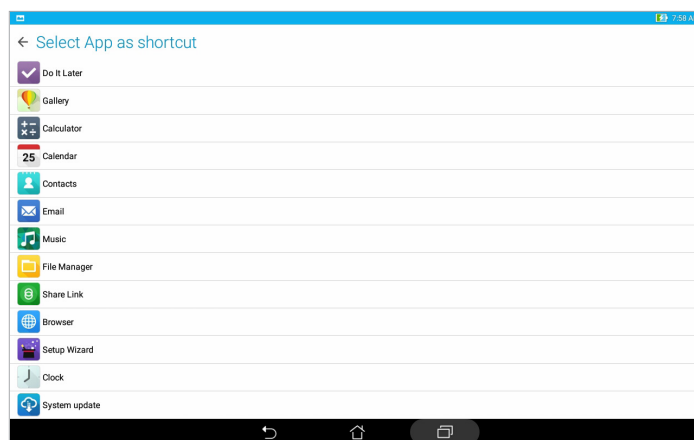 7:58 A
Select App as shortcut
Do It Later
Gallery
Calculator
25 Calendar
Contacts
Email
Music
File Manager
Share Link
Browser
Setup Wizard
Clock
System update